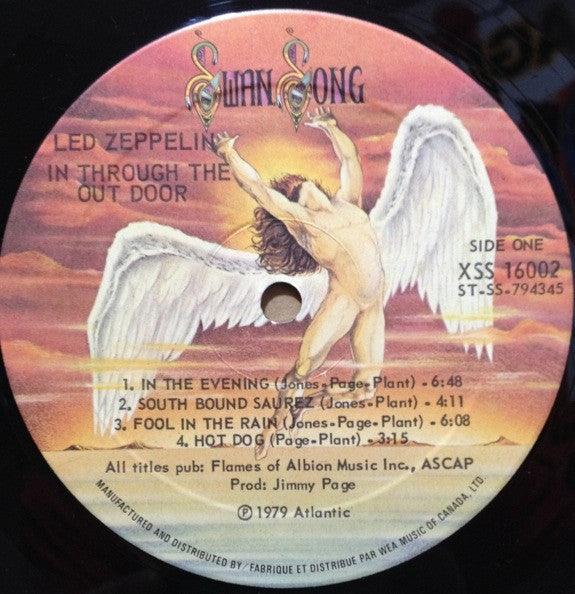 SWAN SONG
LED ZEPPELIN
IN THROUGH THE
OUT DOOR
SIDE ONE
XSS 16002
ST-SS-794345
1. IN THE EVENING (Jones-Page-Plant) - 6:48
2. SOUTH BOUND SAUREZ (Jones-Plant) - 4:11
3. FOOL IN THE RAIN (Jones-Page-Plant) - 6:08
4. HOT DOG (Page-Plant) - 3:15
All titles pub: Flames of Albion Music Inc., ASCAP
Prod: Jimmy Page
℗ 1979 Atlantic
MANUFACTURED AND DISTRIBUTED BY/FABRIQUE ET DISTRIBUE PAR WEA MUSIC OF CANADA, LTD.